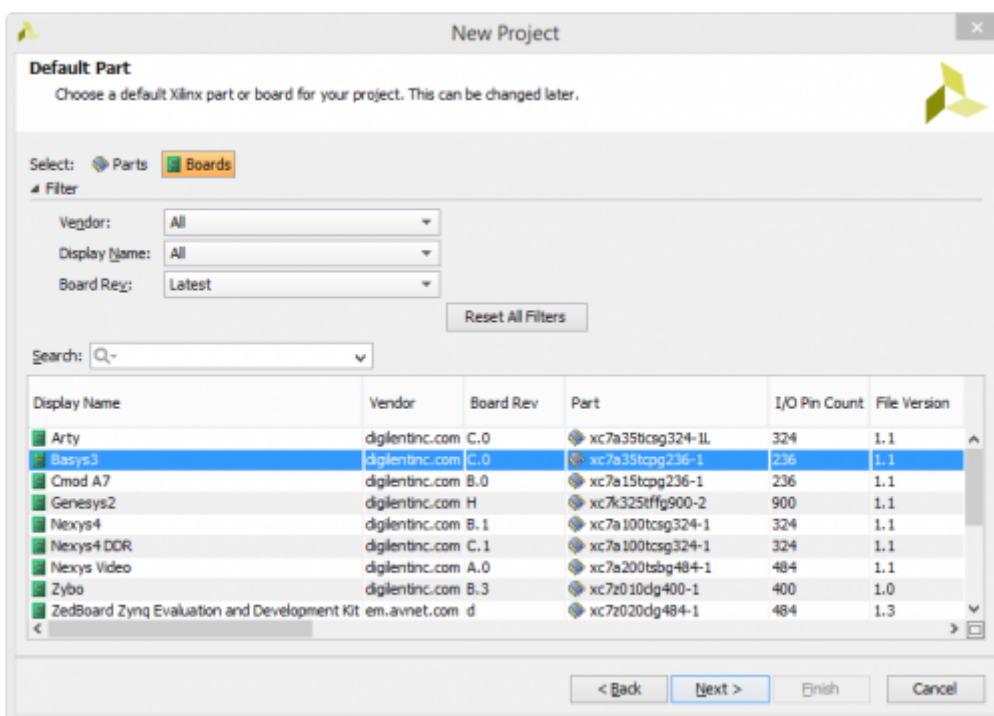 New Project
Default Part
Choose a default Xilinx part or board for your project. This can be changed later.
Select: Parts Boards
Filter
Vendor: All
Display Name: All
Board Rev: Latest
Reset All Filters
Search:
Display Name Vendor Board Rev Part I/O Pin Count File Version
Arty digilentinc.com C.0 xc7a35ticsg324-1L 324 1.1
Basys3 digilentinc.com C.0 xc7a35tcpg236-1 236 1.1
Cmod A7 digilentinc.com B.0 xc7a15tcpg236-1 236 1.1
Genesys2 digilentinc.com H xc7k325tffg900-2 900 1.1
Nexys4 digilentinc.com B.1 xc7a100tcsg324-1 324 1.1
Nexys4 DDR digilentinc.com C.1 xc7a100tcsg324-1 324 1.1
Nexys Video digilentinc.com A.0 xc7a200tsbg484-1 484 1.1
Zybo digilentinc.com B.3 xc7z010clg400-1 400 1.0
ZedBoard Zynq Evaluation and Development Kit em.avnet.com d xc7z020clg484-1 484 1.3
< Back Next > Finish Cancel